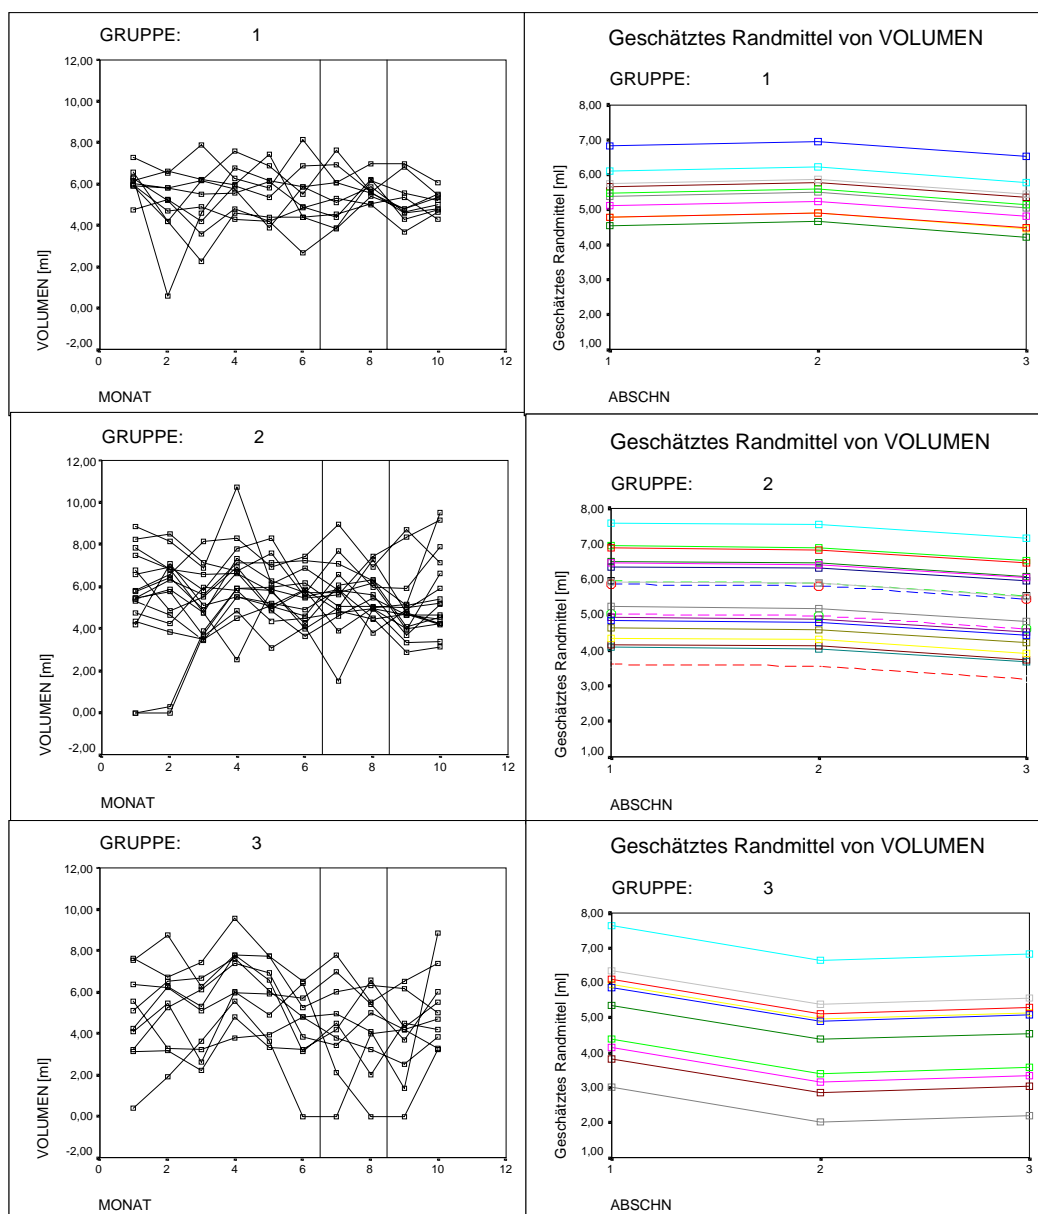 GRUPPE: 1
12,00
10,00
8,00
6,00
4,00
2,00
0,00
-2,00
VOLUMEN [ml]
0 2 4 6 8 10 12
MONAT
Geschätztes Randmittel von VOLUMEN
GRUPPE: 1
8,00
7,00
6,00
5,00
4,00
3,00
2,00
1,00
Geschätztes Randmittel [ml]
1 2 3
ABSCHN
GRUPPE: 2
12,00
10,00
8,00
6,00
4,00
2,00
0,00
-2,00
VOLUMEN [ml]
0 2 4 6 8 10 12
MONAT
Geschätztes Randmittel von VOLUMEN
GRUPPE: 2
8,00
7,00
6,00
5,00
4,00
3,00
2,00
1,00
Geschätztes Randmittel [ml]
1 2 3
ABSCHN
GRUPPE: 3
12,00
10,00
8,00
6,00
4,00
2,00
0,00
-2,00
VOLUMEN [ml]
0 2 4 6 8 10 12
MONAT
Geschätztes Randmittel von VOLUMEN
GRUPPE: 3
8,00
7,00
6,00
5,00
4,00
3,00
2,00
1,00
Geschätztes Randmittel [ml]
1 2 3
ABSCHN